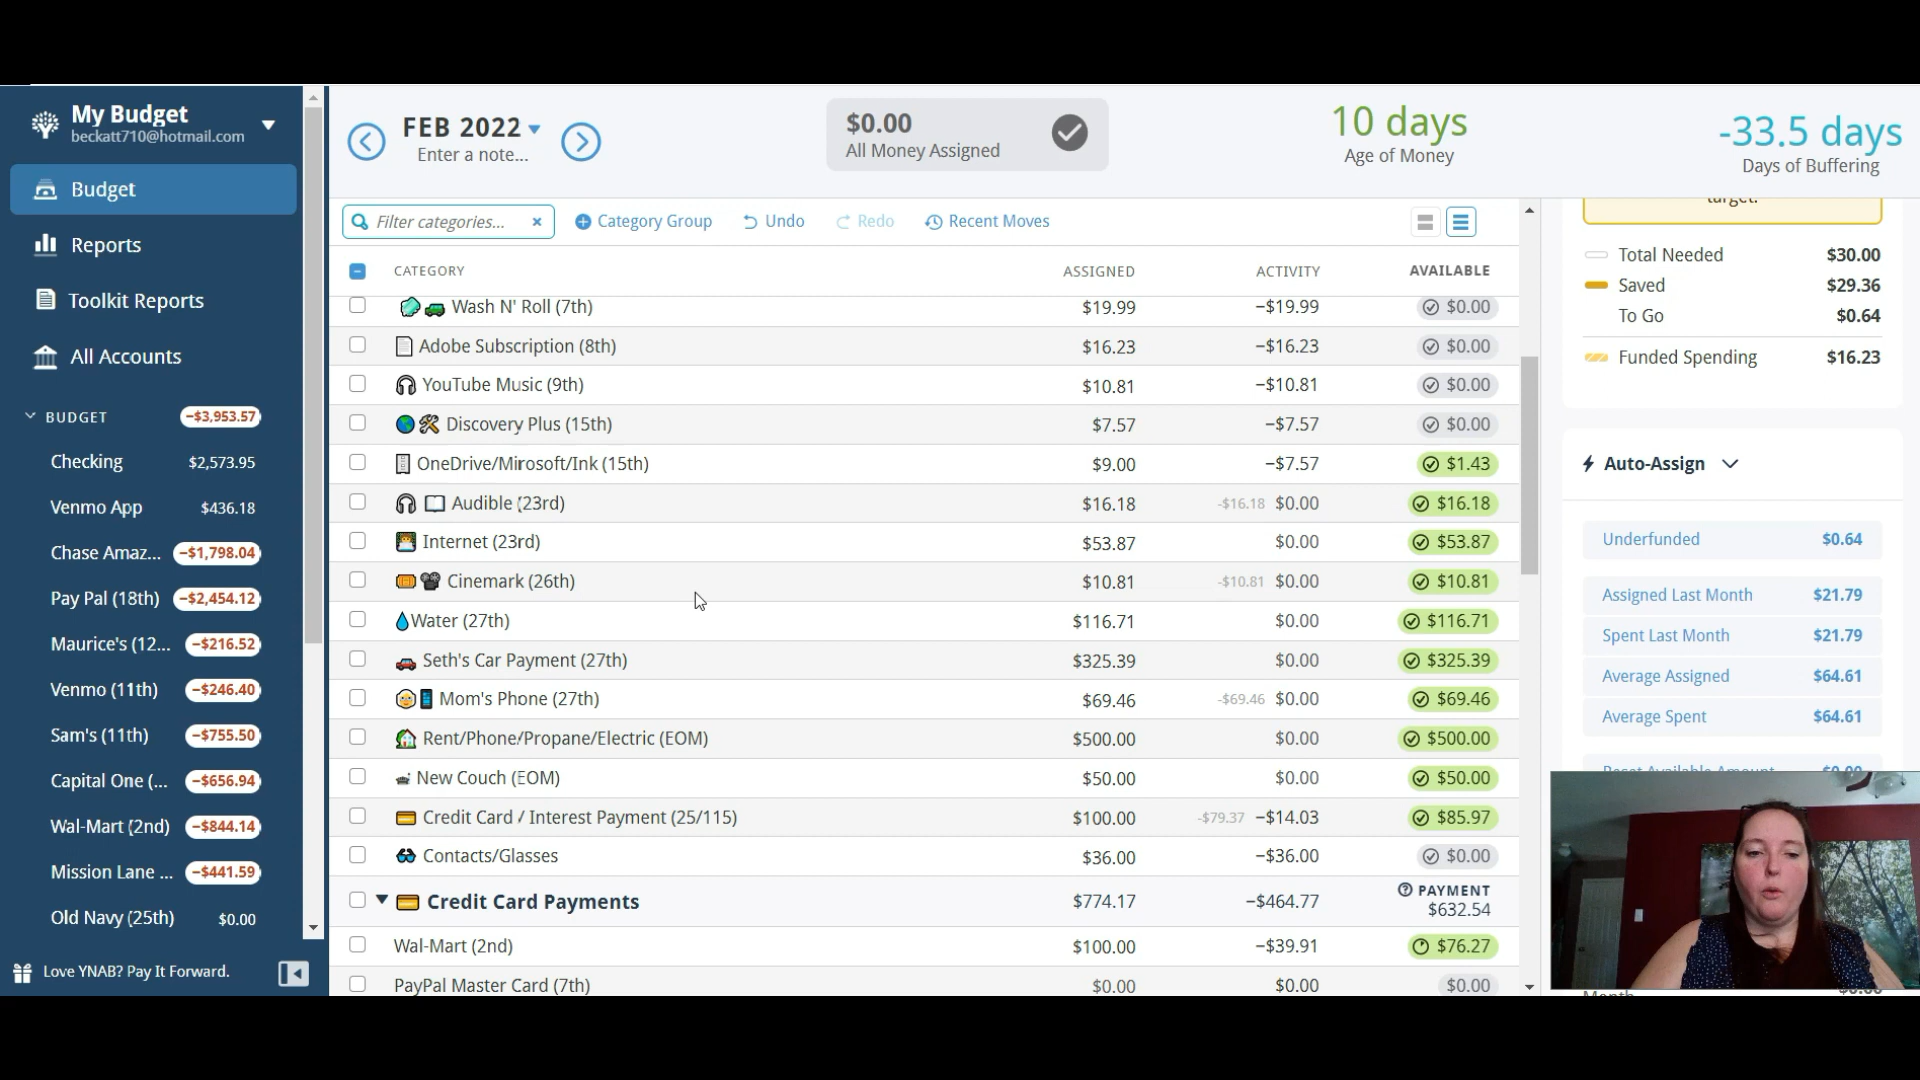 My Budget
beckatt710@hotmail.com
Budget
Reports
Toolkit Reports
All Accounts
BUDGET −$3,953.57
Checking $2,573.95
Venmo App $436.18
Chase Amaz... −$1,798.04
Pay Pal (18th) −$2,454.12
Maurice's (12... −$216.52
Venmo (11th) −$246.40
Sam's (11th) −$755.50
Capital One (... −$656.94
Wal-Mart (2nd) −$844.14
Mission Lane ... −$441.59
Old Navy (25th) $0.00
Love YNAB? Pay It Forward.
FEB 2022
Enter a note...
$0.00
All Money Assigned
10 days
Age of Money
-33.5 days
Days of Buffering
Filter categories...
Category Group
Undo
Redo
Recent Moves
CATEGORY ASSIGNED ACTIVITY AVAILABLE
Wash N' Roll (7th) $19.99 −$19.99 $0.00
Adobe Subscription (8th) $16.23 −$16.23 $0.00
YouTube Music (9th) $10.81 −$10.81 $0.00
Discovery Plus (15th) $7.57 −$7.57 $0.00
OneDrive/Mirosoft/Ink (15th) $9.00 −$7.57 $1.43
Audible (23rd) $16.18 -$16.18 $0.00 $16.18
Internet (23rd) $53.87 $0.00 $53.87
Cinemark (26th) $10.81 -$10.81 $0.00 $10.81
Water (27th) $116.71 $0.00 $116.71
Seth's Car Payment (27th) $325.39 $0.00 $325.39
Mom's Phone (27th) $69.46 -$69.46 $0.00 $69.46
Rent/Phone/Propane/Electric (EOM) $500.00 $0.00 $500.00
New Couch (EOM) $50.00 $0.00 $50.00
Credit Card / Interest Payment (25/115) $100.00 -$79.37 −$14.03 $85.97
Contacts/Glasses $36.00 −$36.00 $0.00
Credit Card Payments $774.17 −$464.77 PAYMENT
$632.54
Wal-Mart (2nd) $100.00 −$39.91 $76.27
PayPal Master Card (7th) $0.00 $0.00 $0.00
target.
Total Needed $30.00
Saved $29.36
To Go $0.64
Funded Spending $16.23
Auto-Assign
Underfunded $0.64
Assigned Last Month $21.79
Spent Last Month $21.79
Average Assigned $64.61
Average Spent $64.61
Reset Available Amount $0.00